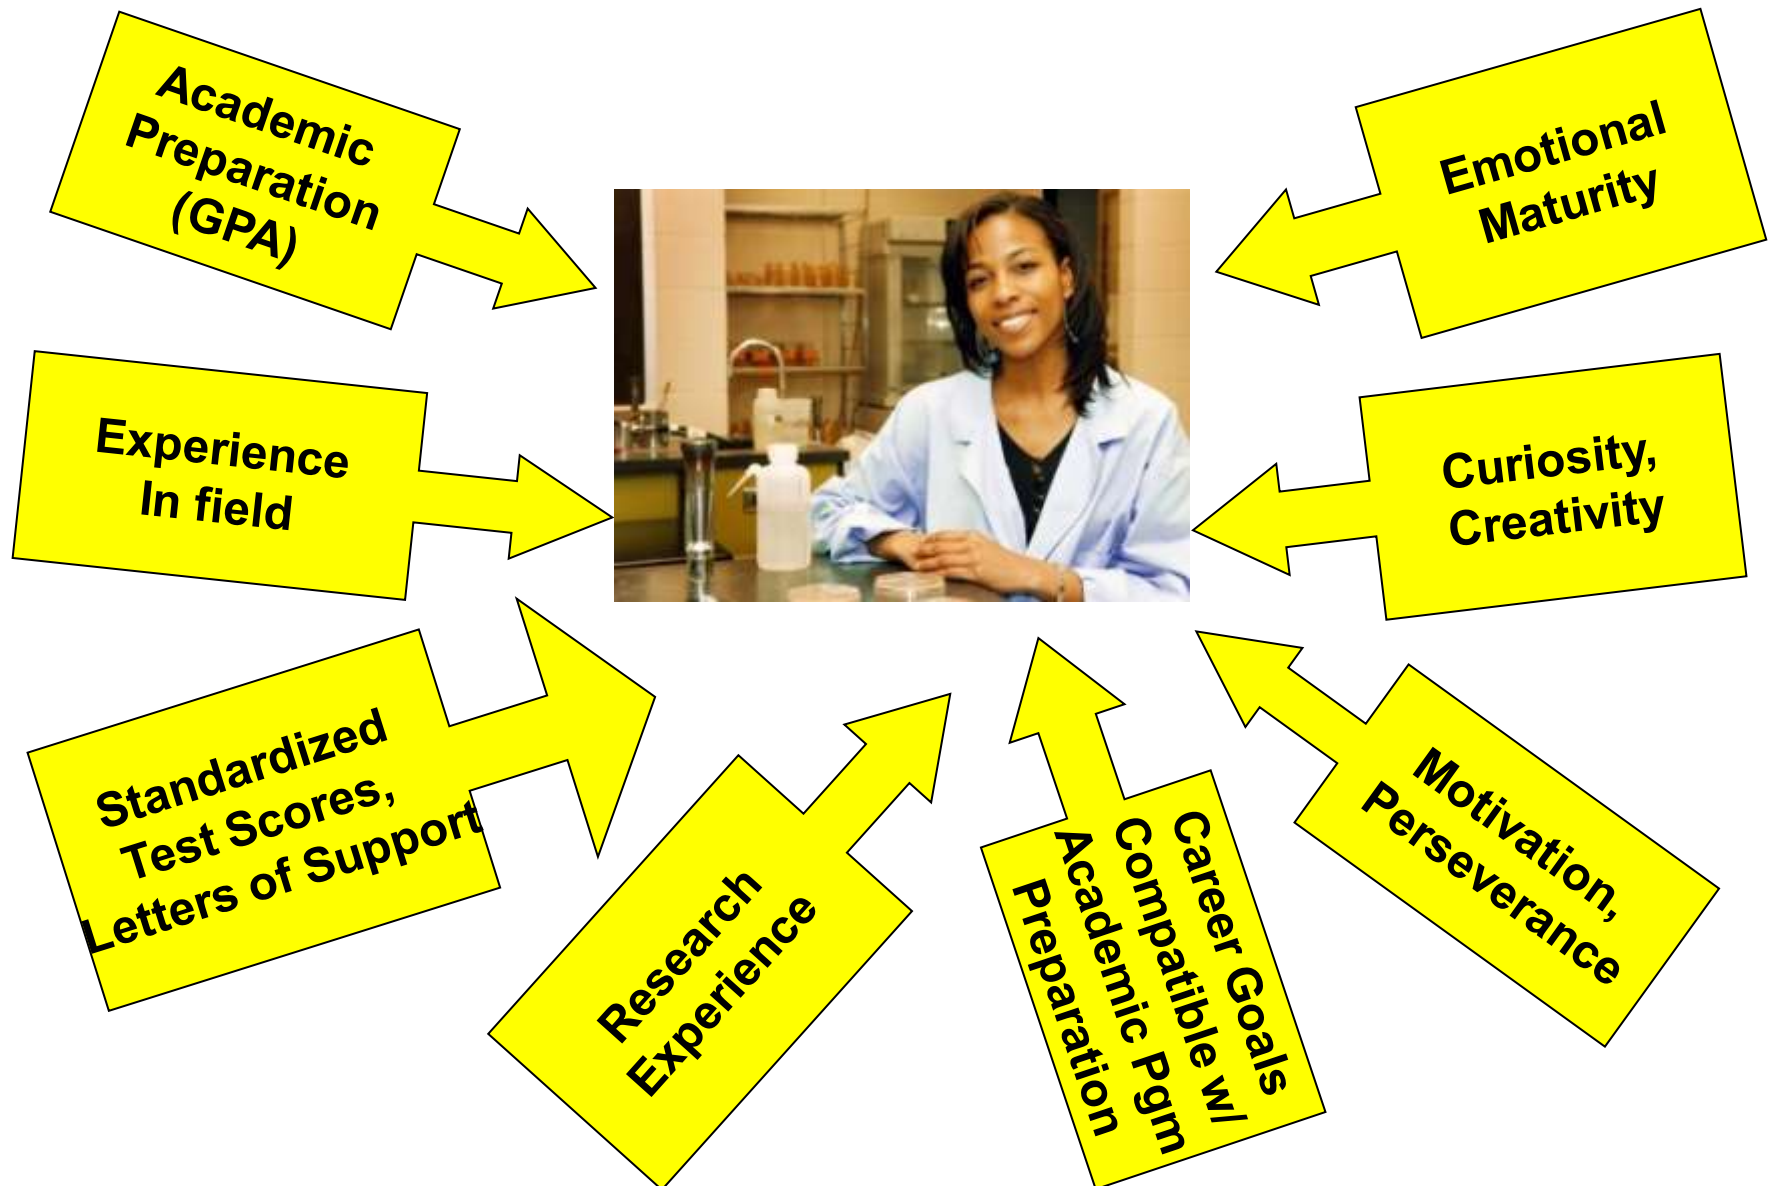 Academic
Preparation
(GPA)
Experience
In field
Standardized
Test Scores,
Letters of Support
Research
Experience
Career Goals
Compatible w/
Academic Pgm
Preparation
Motivation,
Perseverance
Curiosity,
Creativity
Emotional
Maturity